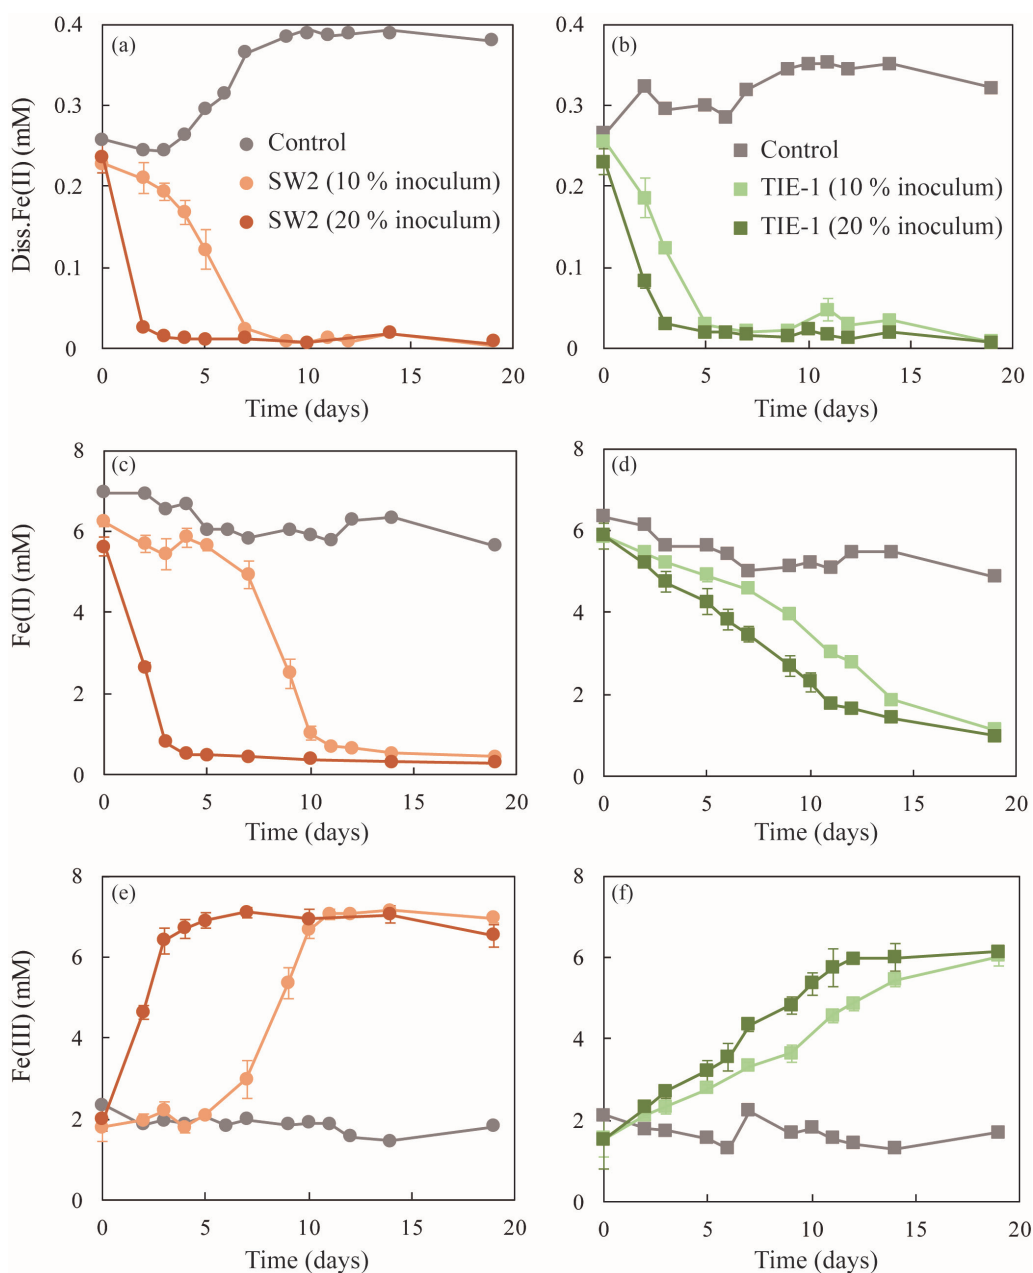 0.4
0.3
0.2
0.1
0
Diss.Fe(II) (mM)
(a)
Control
SW2 (10 % inoculum)
SW2 (20 % inoculum)
0 5 10 15 20
Time (days)
0.4
0.3
0.2
0.1
0
(b)
Control
TIE-1 (10 % inoculum)
TIE-1 (20 % inoculum)
0 5 10 15 20
Time (days)
8
6
4
2
0
Fe(II) (mM)
(c)
0 5 10 15 20
Time (days)
8
6
4
2
0
(d)
0 5 10 15 20
Time (days)
8
6
4
2
0
Fe(III) (mM)
(e)
0 5 10 15 20
Time (days)
8
6
4
2
0
(f)
0 5 10 15 20
Time (days)